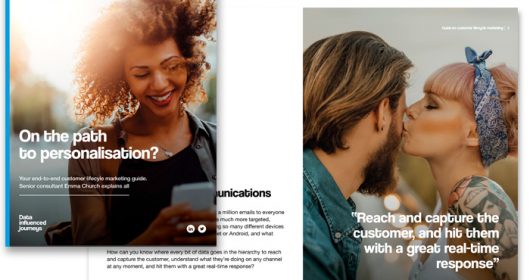 On the path
to personalisation?
Your end-to-end customer lifecyle marketing guide.
Senior consultant Emma Church explains all
Data
influenced
journeys
Guide on customer lifecycle marketing
munications
a million emails to everyone
much more targeted,
so many different devices
et or Android, and what
How can you know where every bit of data goes in the hierarchy to reach
and capture the customer, understand what they're doing on any channel
at any moment, and hit them with a great real-time response?
"Reach and capture the
customer, and hit them
with a great real-time
response"